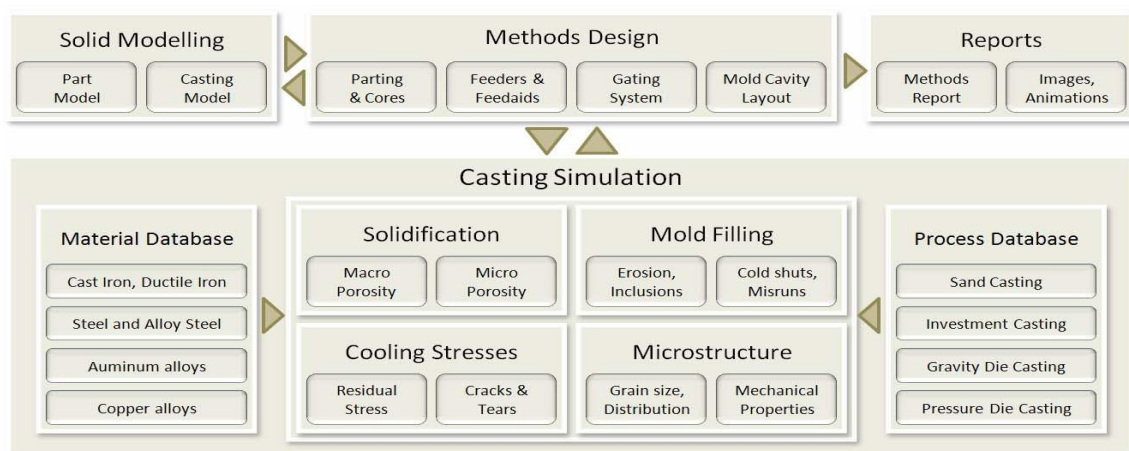 Solid Modelling
Part
Model
Casting
Model
Methods Design
Parting
& Cores
Feeders &
Feedaids
Gating
System
Mold Cavity
Layout
Reports
Methods
Report
Images,
Animations
Casting Simulation
Material Database
Cast Iron, Ductile Iron
Steel and Alloy Steel
Auminum alloys
Copper alloys
Solidification
Macro
Porosity
Micro
Porosity
Mold Filling
Erosion,
Inclusions
Cold shuts,
Misruns
Cooling Stresses
Residual
Stress
Cracks &
Tears
Microstructure
Grain size,
Distribution
Mechanical
Properties
Process Database
Sand Casting
Investment Casting
Gravity Die Casting
Pressure Die Casting